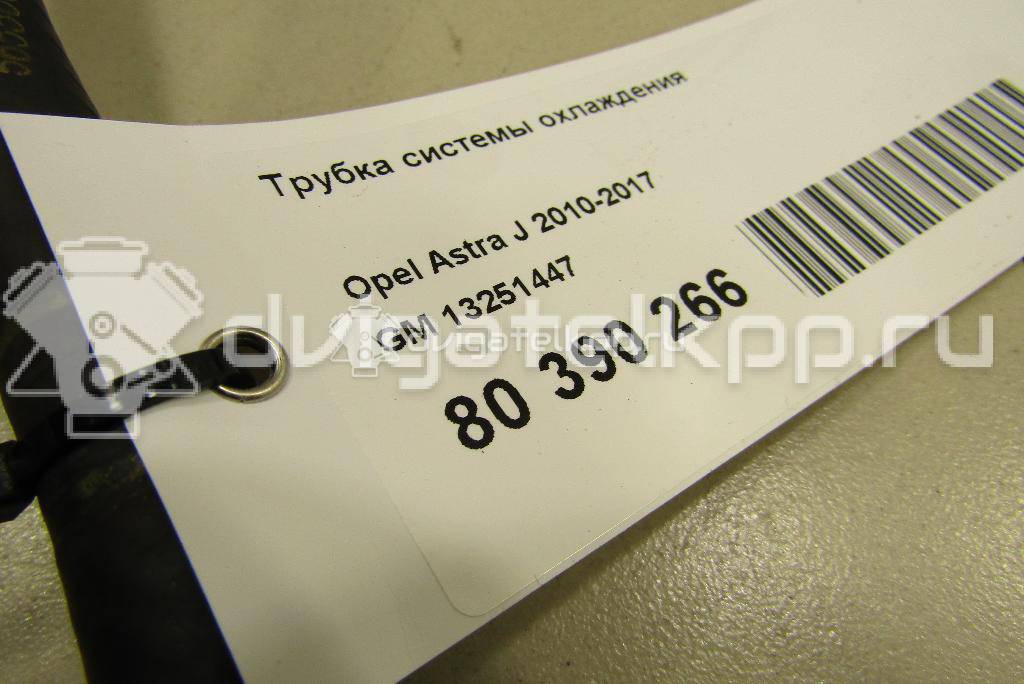 Трубка системы охлаждения
Opel Astra J 2010-2017
GM 13251447
80 390 266
dvigatelkpp.ru